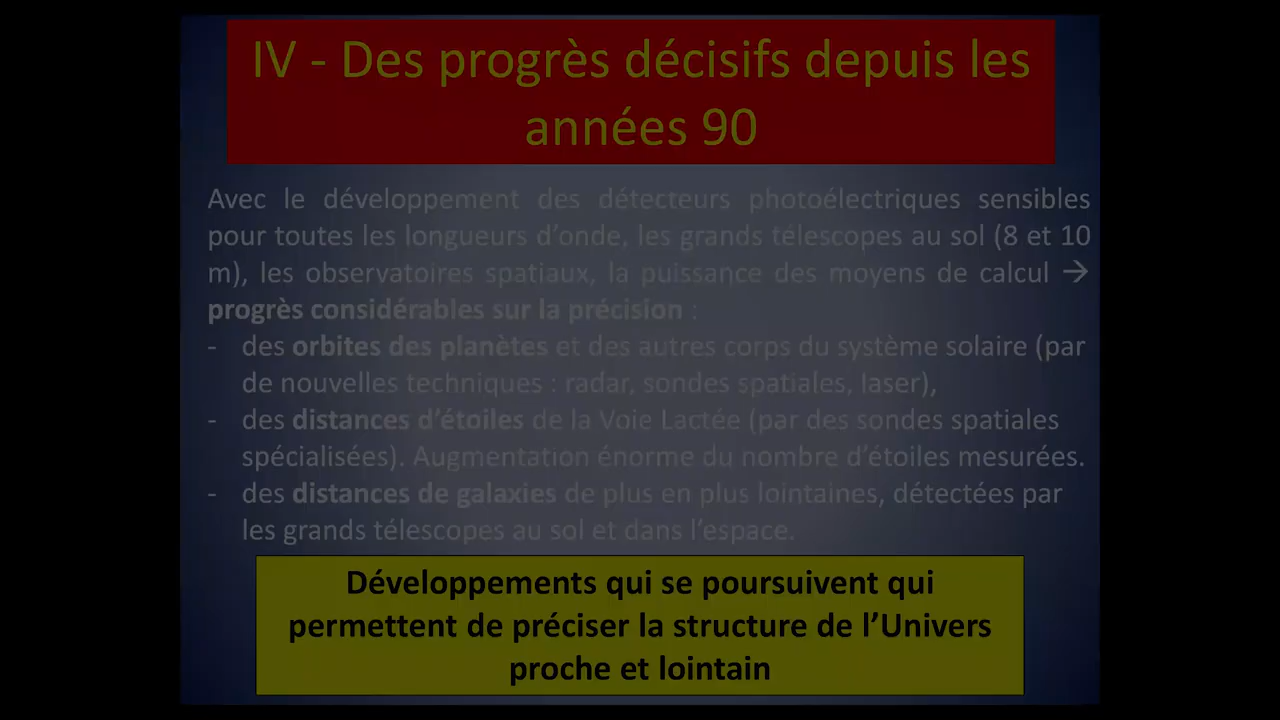 IV - Des progrès décisifs depuis les
années 90
Avec le développement des détecteurs photoélectriques sensibles
pour toutes les longueurs d’onde, les grands télescopes au sol (8 et 10
m), les observatoires spatiaux, la puissance des moyens de calcul →
progrès considérables sur la précision :
- des orbites des planètes et des autres corps du système solaire (par
de nouvelles techniques : radar, sondes spatiales, laser),
- des distances d’étoiles de la Voie Lactée (par des sondes spatiales
spécialisées). Augmentation énorme du nombre d’étoiles mesurées.
- des distances de galaxies de plus en plus lointaines, détectées par
les grands télescopes au sol et dans l’espace.
Développements qui se poursuivent qui
permettent de préciser la structure de l’Univers
proche et lointain